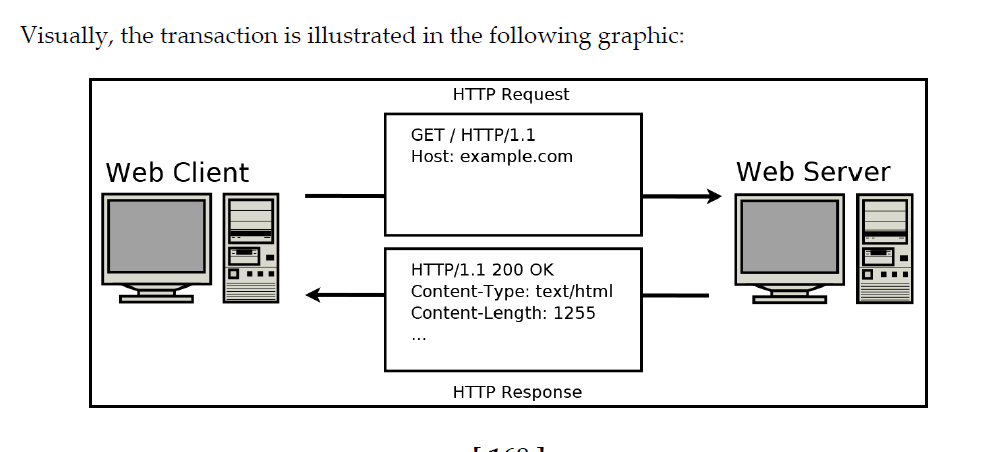 Visually, the transaction is illustrated in the following graphic:
HTTP Request
GET / HTTP/1.1
Host: example.com
Web Client
Web Server
HTTP/1.1 200 OK
Content-Type: text/html
Content-Length: 1255
...
HTTP Response